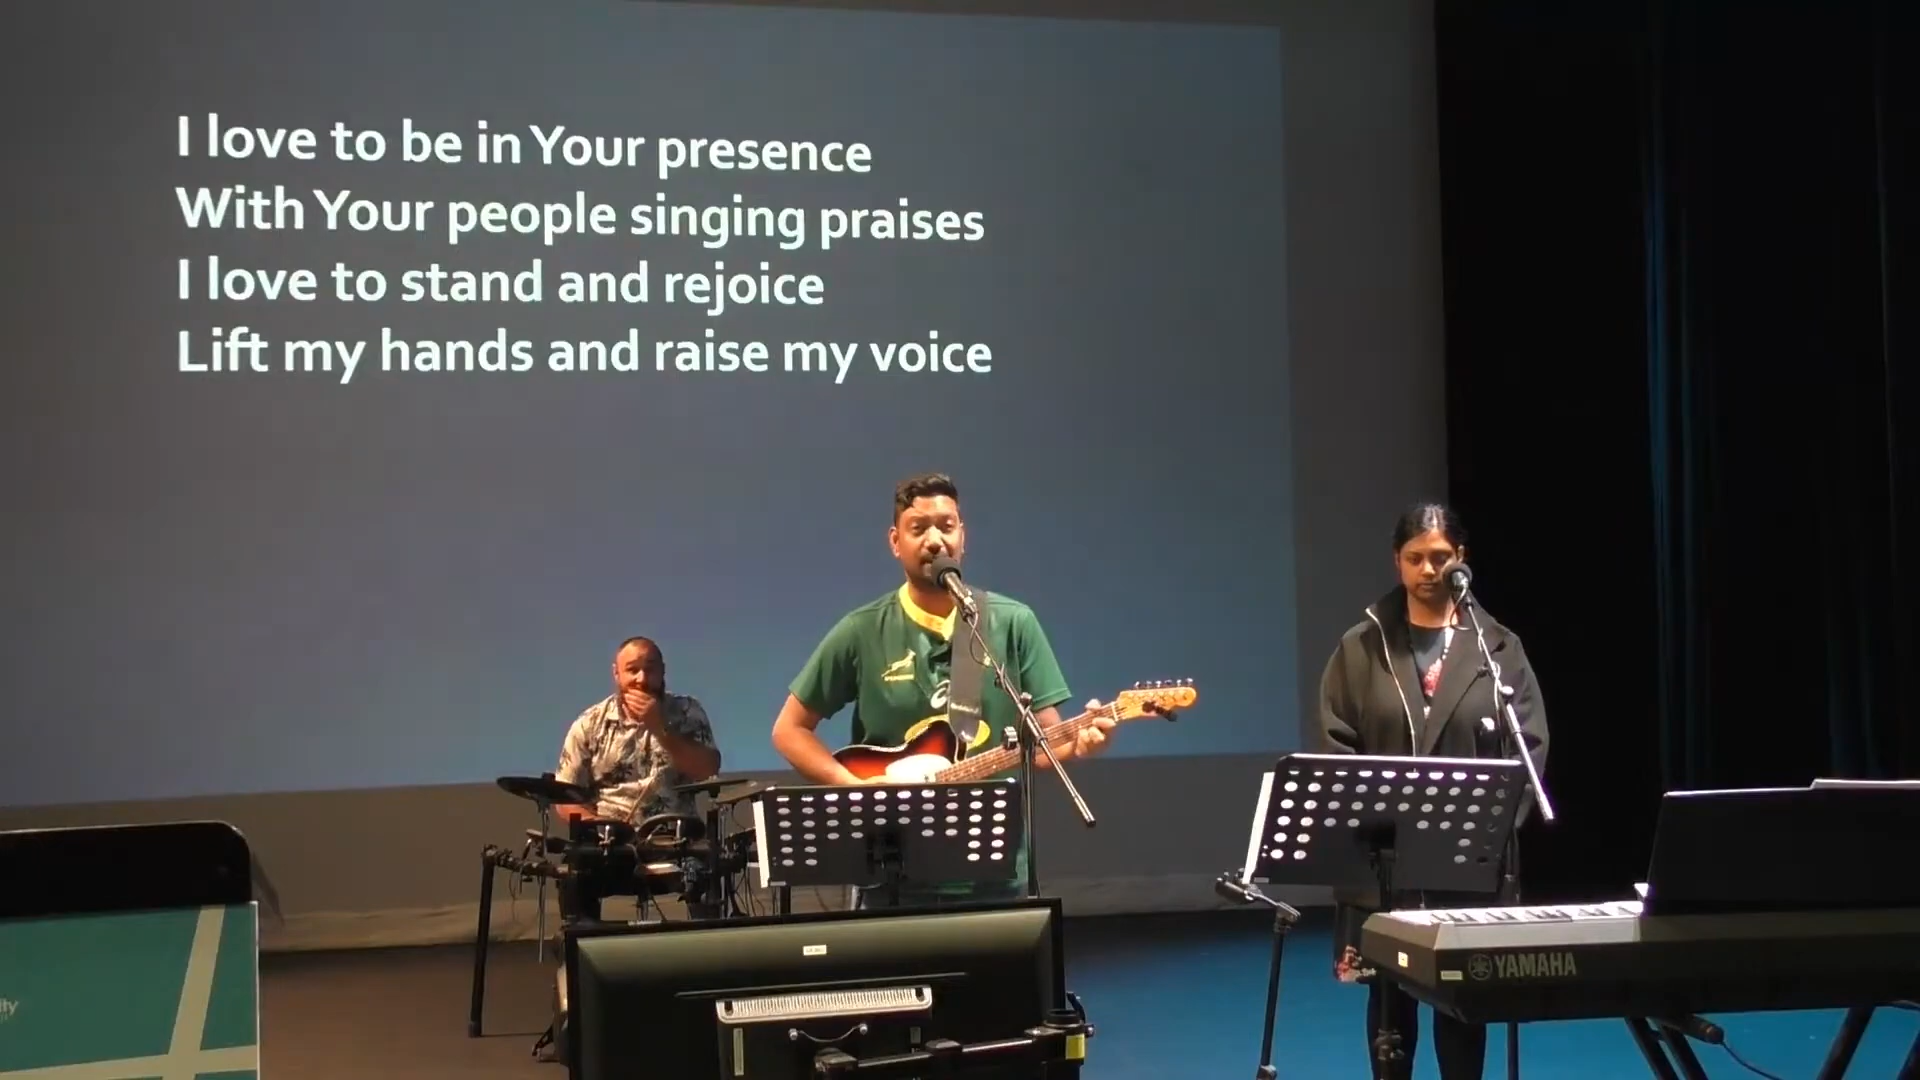 I love to be in Your presence
With Your people singing praises
I love to stand and rejoice
Lift my hands and raise my voice
YAMAHA